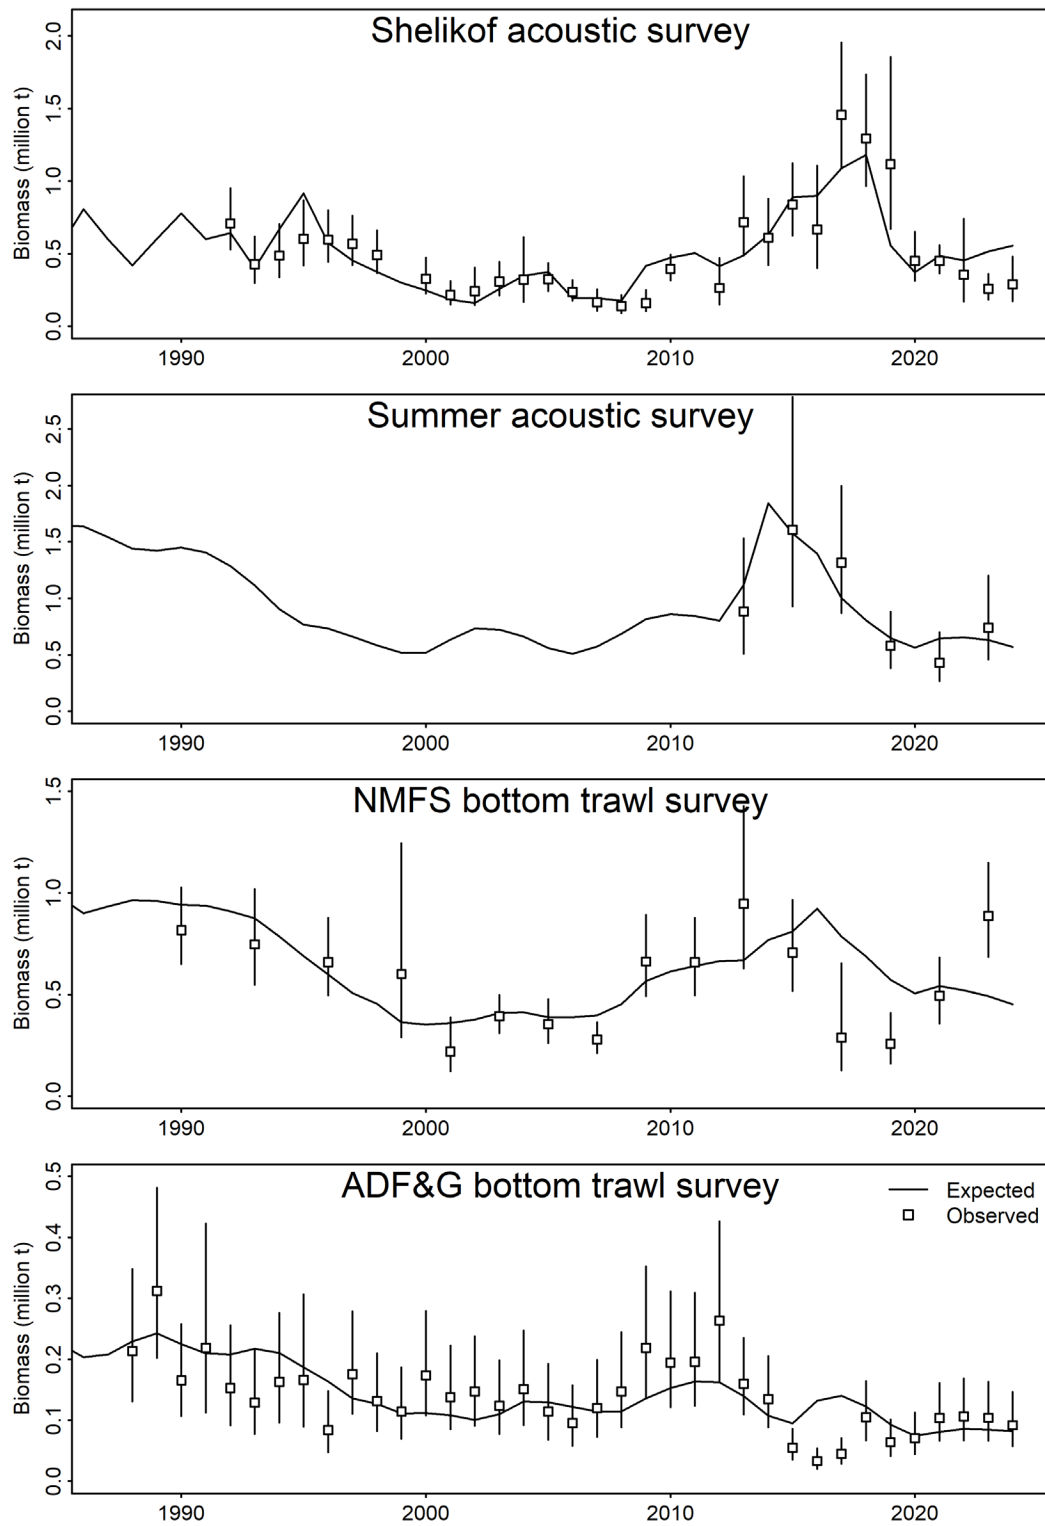 Shelikof acoustic survey
Biomass (million t)
2.0
1.5
1.0
0.5
0.0
1990 2000 2010 2020
Summer acoustic survey
Biomass (million t)
2.5
2.0
1.5
1.0
0.5
0.0
1990 2000 2010 2020
NMFS bottom trawl survey
Biomass (million t)
1.5
1.0
0.5
0.0
1990 2000 2010 2020
ADF&G bottom trawl survey
Expected
Observed
Biomass (million t)
0.5
0.4
0.3
0.2
0.1
0.0
1990 2000 2010 2020